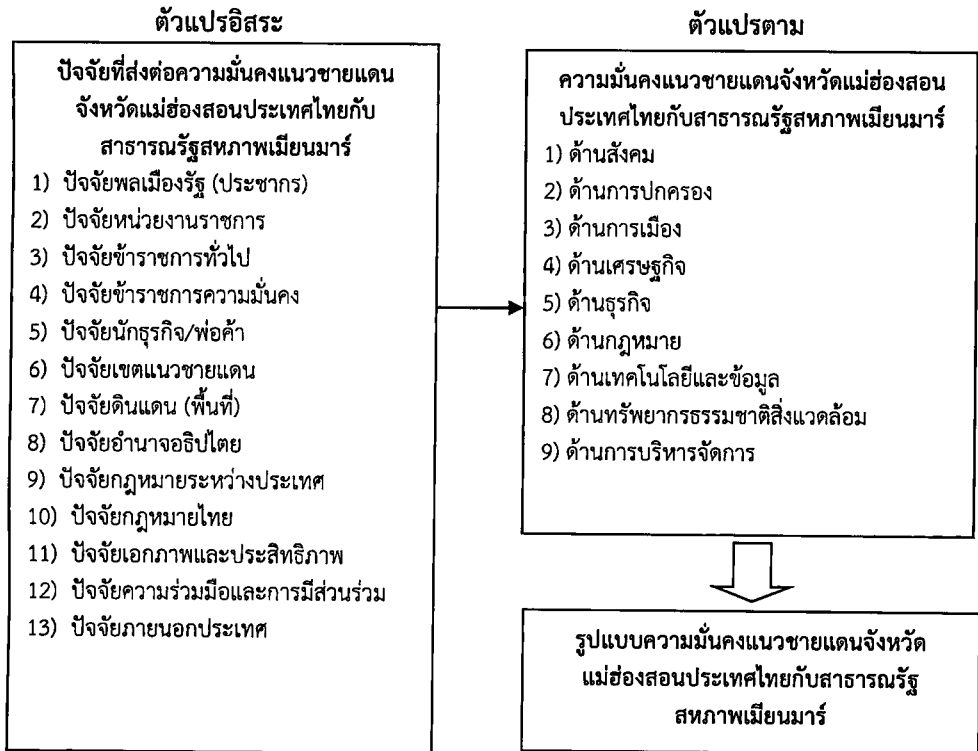 ตัวแปรอิสระ
ปัจจัยที่ส่งต่อความมั่นคงแนวชายแดน
จังหวัดแม่ฮ่องสอนประเทศไทยกับ
สาธารณรัฐสหภาพเมียนมาร์
1) ปัจจัยพลเมืองรัฐ (ประชากร)
2) ปัจจัยหน่วยงานราชการ
3) ปัจจัยข้าราชการทั่วไป
4) ปัจจัยข้าราชการความมั่นคง
5) ปัจจัยนักธุรกิจ/พ่อค้า
6) ปัจจัยเขตแนวชายแดน
7) ปัจจัยดินแดน (พื้นที่)
8) ปัจจัยอำนาจอธิปไตย
9) ปัจจัยกฎหมายระหว่างประเทศ
10) ปัจจัยกฎหมายไทย
11) ปัจจัยเอกภาพและประสิทธิภาพ
12) ปัจจัยความร่วมมือและการมีส่วนร่วม
13) ปัจจัยภายนอกประเทศ
ตัวแปรตาม
ความมั่นคงแนวชายแดนจังหวัดแม่ฮ่องสอน
ประเทศไทยกับสาธารณรัฐสหภาพเมียนมาร์
1) ด้านสังคม
2) ด้านการปกครอง
3) ด้านการเมือง
4) ด้านเศรษฐกิจ
5) ด้านธุรกิจ
6) ด้านกฎหมาย
7) ด้านเทคโนโลยีและข้อมูล
8) ด้านทรัพยากรธรรมชาติสิ่งแวดล้อม
9) ด้านการบริหารจัดการ
รูปแบบความมั่นคงแนวชายแดนจังหวัด
แม่ฮ่องสอนประเทศไทยกับสาธารณรัฐ
สหภาพเมียนมาร์